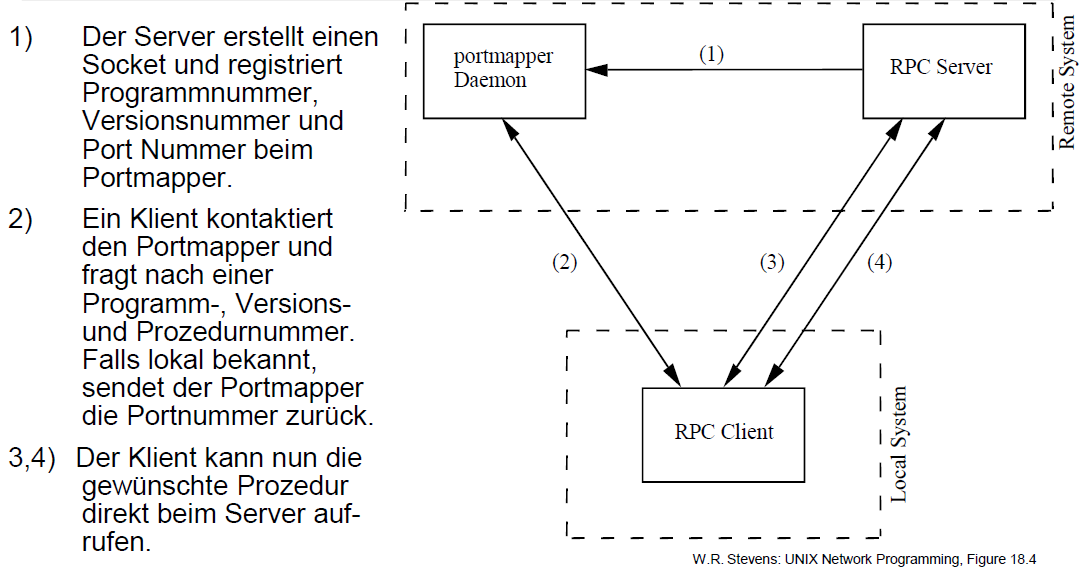 1) Der Server erstellt einen
Socket und registriert
Programmnummer,
Versionsnummer und
Port Nummer beim
Portmapper.
2) Ein Klient kontaktiert
den Portmapper und
fragt nach einer
Programm-, Versions-
und Prozedurnummer.
Falls lokal bekannt,
sendet der Portmapper
die Portnummer zurück.
3,4) Der Klient kann nun die
gewünschte Prozedur
direkt beim Server auf-
rufen.
portmapper
Daemon
(1)
RPC Server
Remote System
(2)
(3)
(4)
RPC Client
Local System
W.R. Stevens: UNIX Network Programming, Figure 18.4